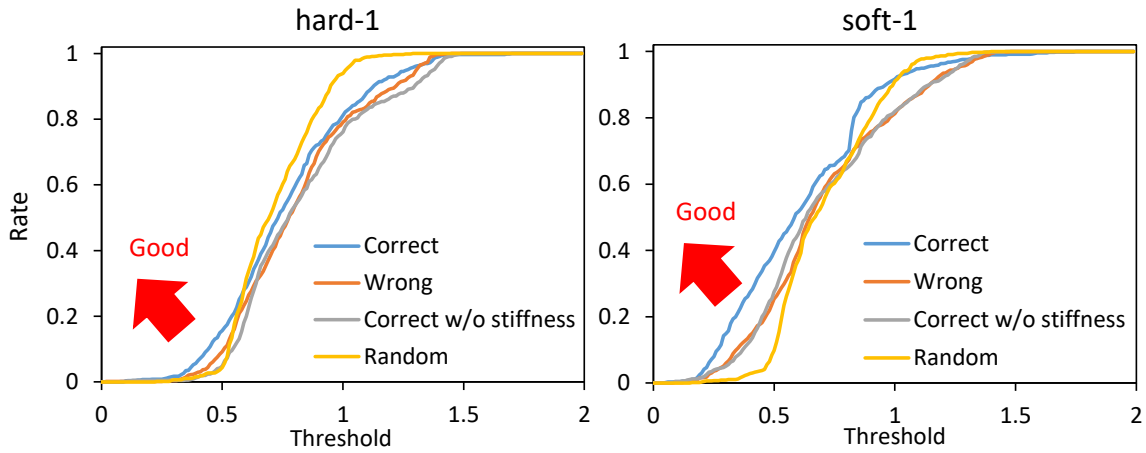 hard-1
1
0.8
0.6
0.4
0.2
0
Rate
Good
Correct
Wrong
Correct w/o stiffness
Random
0
0.5
1
1.5
2
Threshold
soft-1
1
0.8
0.6
0.4
0.2
0
Good
Correct
Wrong
Correct w/o stiffness
Random
0
0.5
1
1.5
2
Threshold